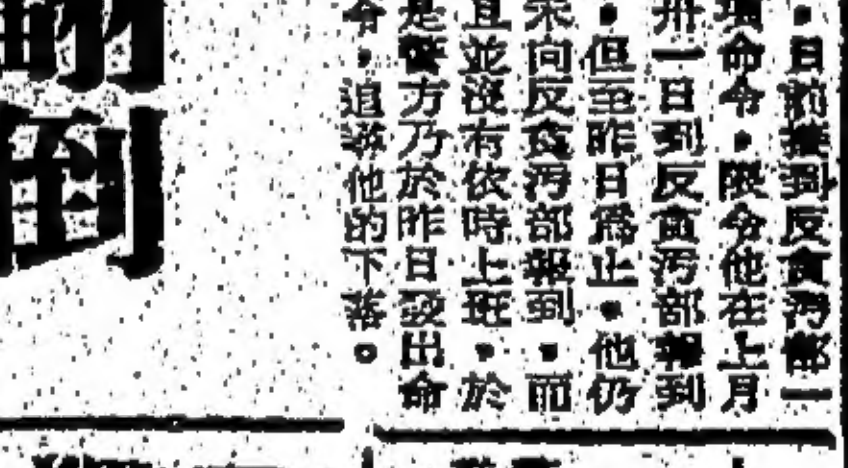 ，日前接到反貪污部一
項命令，限令他在上月
卅一日到反貪污部報到
，但至昨日爲止，他仍
未向反貪污部報到，而
且並沒有依時上班，於
是警方乃於昨日發出命
令，追尋他的下落。
倒